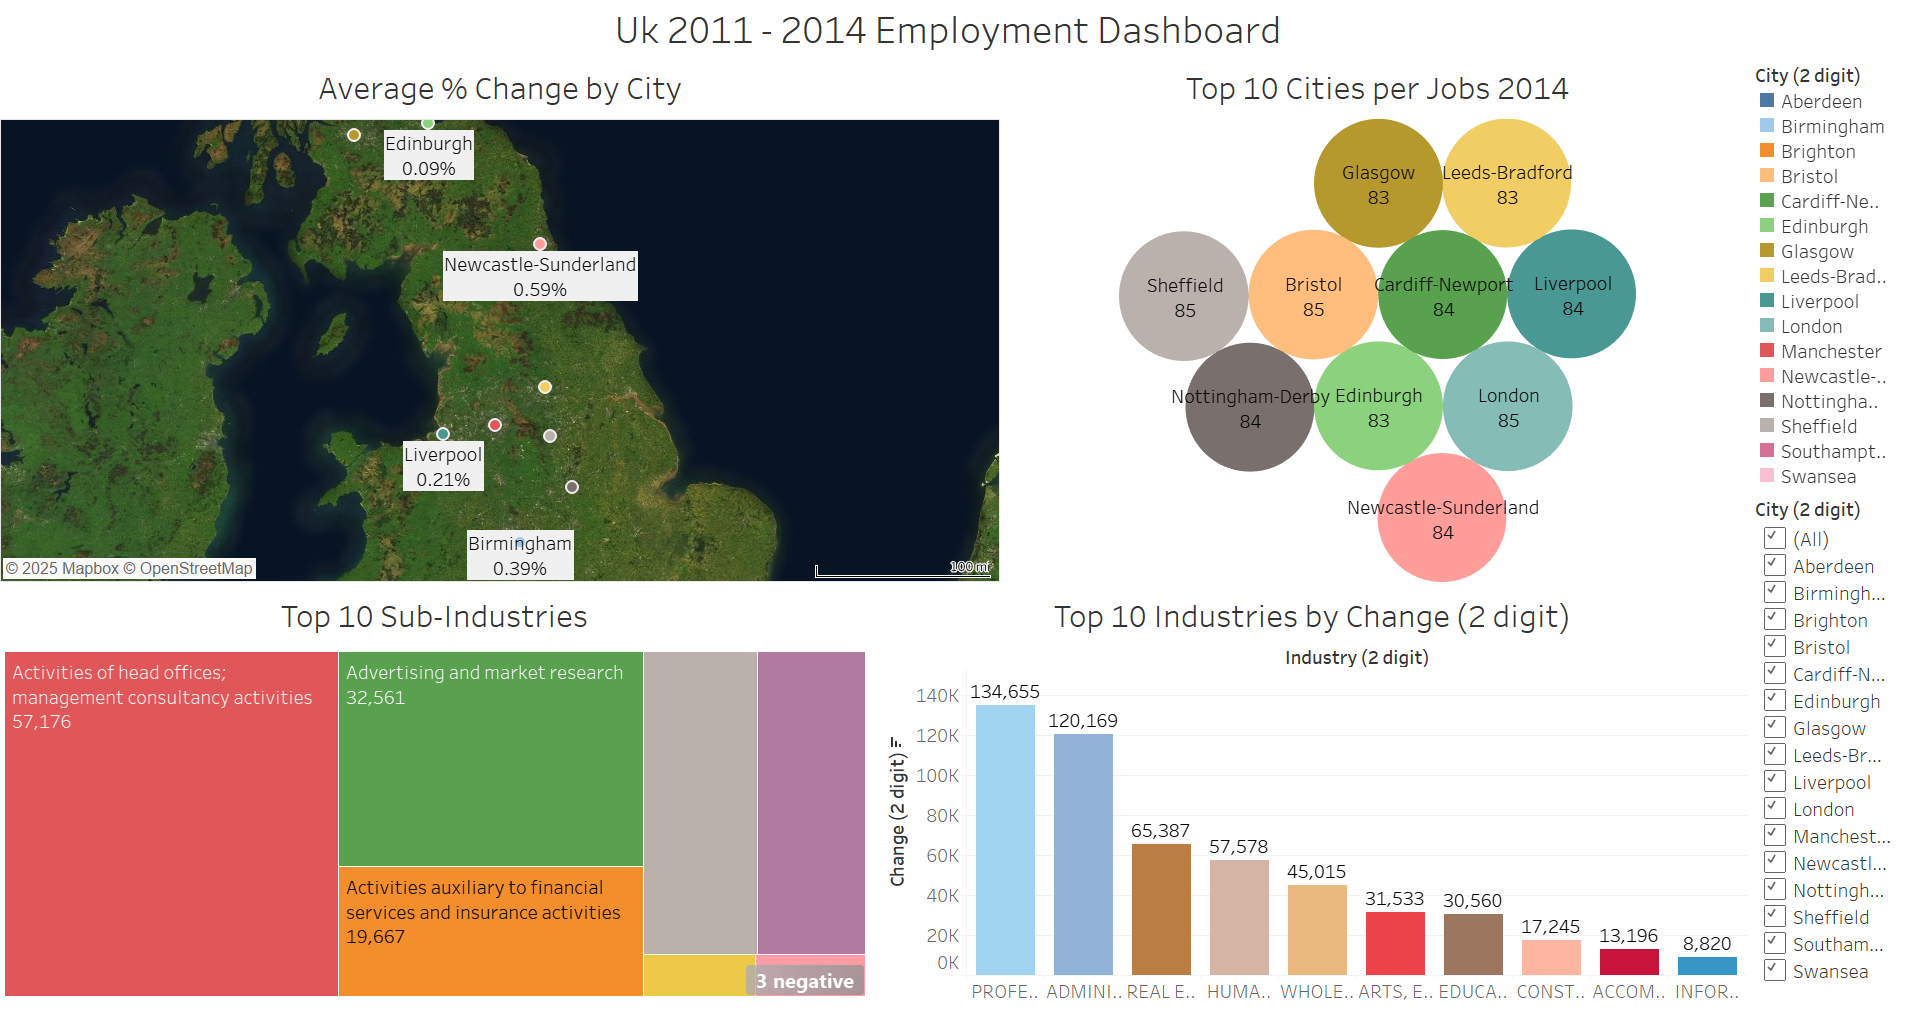 Uk 2011 - 2014 Employment Dashboard
Average % Change by City
Edinburgh
0.09%
Newcastle-Sunderland
0.59%
Liverpool
0.21%
Birmingham
0.39%
© 2025 Mapbox © OpenStreetMap
100 mi
Top 10 Cities per Jobs 2014
Glasgow
83
Leeds-Bradford
83
Sheffield
85
Bristol
85
Cardiff-Newport
84
Liverpool
84
Nottingham-Derby
84
Edinburgh
83
London
85
Newcastle-Sunderland
84
City (2 digit)
Aberdeen
Birmingham
Brighton
Bristol
Cardiff-Ne..
Edinburgh
Glasgow
Leeds-Brad..
Liverpool
London
Manchester
Newcastle-..
Nottingha..
Sheffield
Southampt..
Swansea
City (2 digit)
(All)
Aberdeen
Birmingh...
Brighton
Bristol
Cardiff-N...
Edinburgh
Glasgow
Leeds-Br...
Liverpool
London
Manchest...
Newcastl...
Nottingh...
Sheffield
Southam...
Swansea
Top 10 Sub-Industries
Activities of head offices;
management consultancy activities
57,176
Advertising and market research
32,561
Activities auxiliary to financial
services and insurance activities
19,667
3 negative
Top 10 Industries by Change (2 digit)
Industry (2 digit)
Change (2 digit)
140K
120K
100K
80K
60K
40K
20K
0K
134,655
120,169
65,387
57,578
45,015
31,533
30,560
17,245
13,196
8,820
PROFE..
ADMINI..
REAL E..
HUMA..
WHOLE..
ARTS, E..
EDUCA..
CONST..
ACCOM..
INFOR..